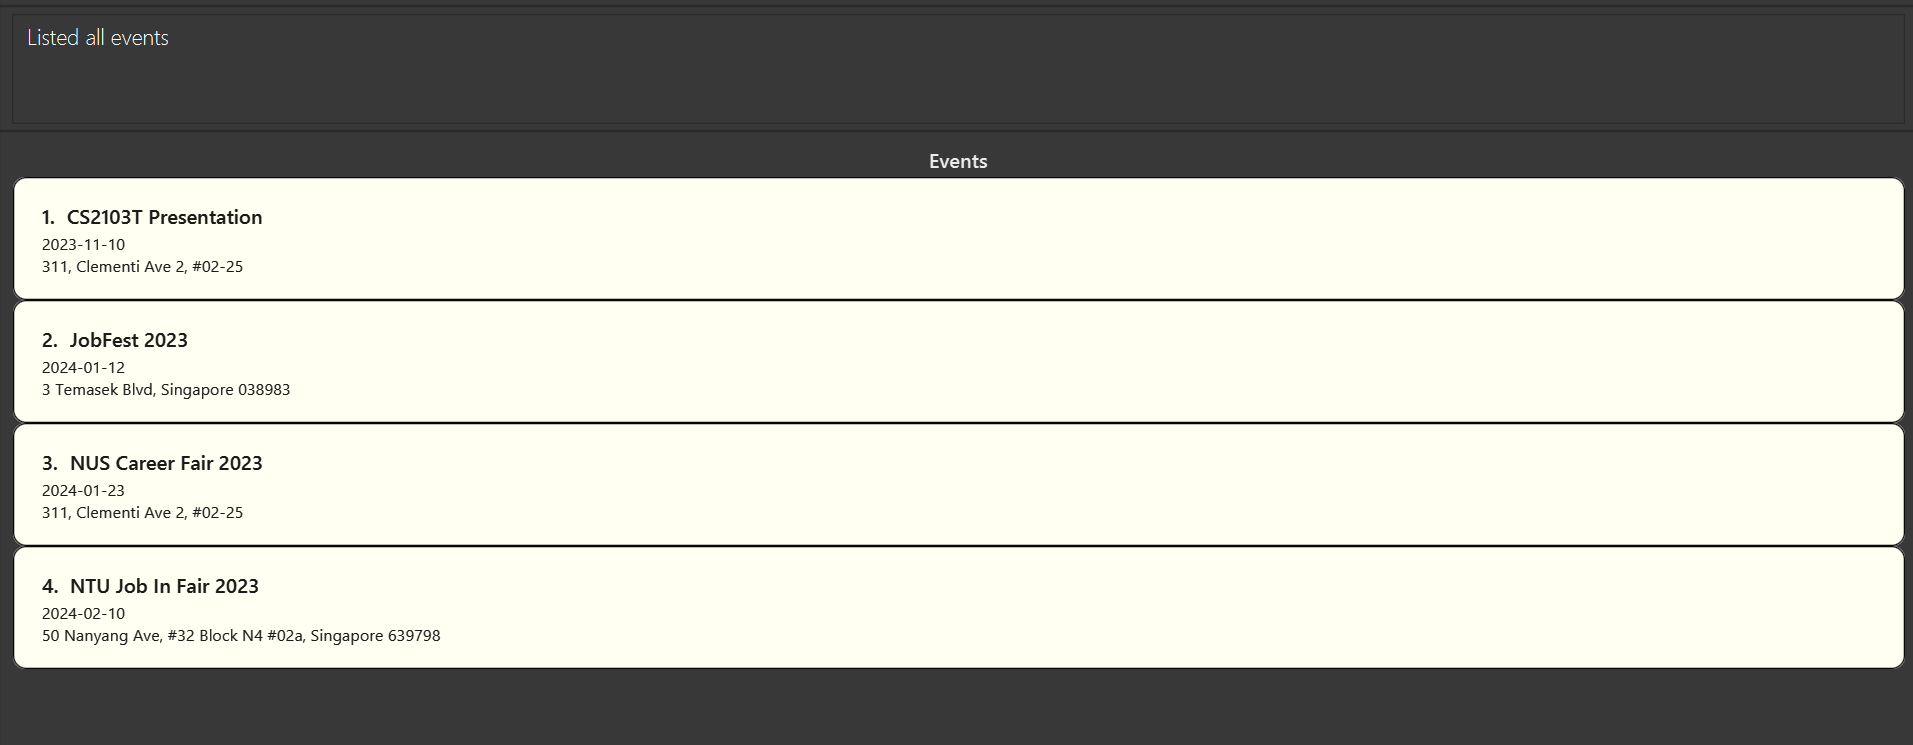 Listed all events
Events
1. CS2103T Presentation
2023-11-10
311, Clementi Ave 2, #02-25
2. JobFest 2023
2024-01-12
3 Temasek Blvd, Singapore 038983
3. NUS Career Fair 2023
2024-01-23
311, Clementi Ave 2, #02-25
4. NTU Job In Fair 2023
2024-02-10
50 Nanyang Ave, #32 Block N4 #02a, Singapore 639798